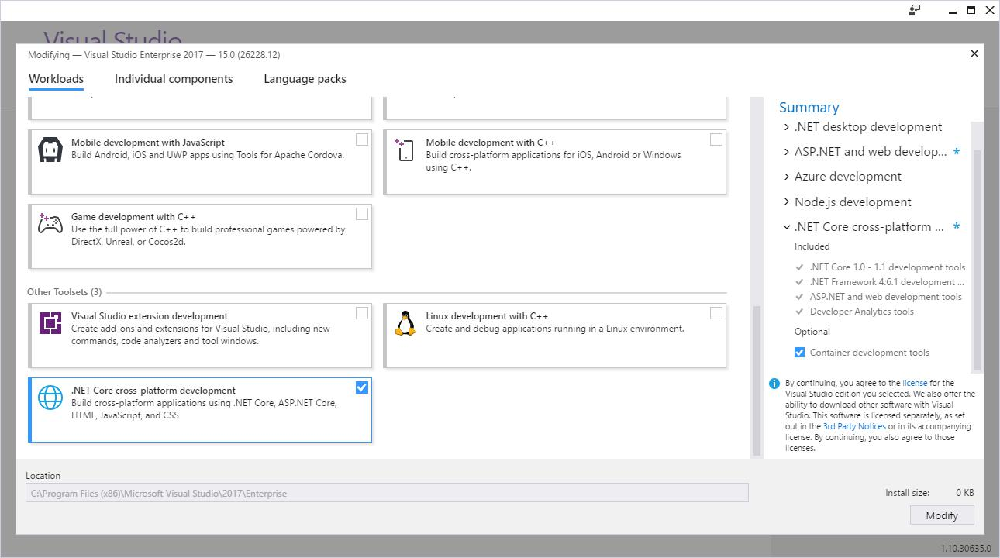 Visual Studio
Modifying — Visual Studio Enterprise 2017 — 15.0 (26228.12)
Workloads
Individual components
Language packs
Mobile development with JavaScript
Build Android, iOS and UWP apps using Tools for Apache Cordova.
Mobile development with C++
Build cross-platform applications for iOS, Android or Windows
using C++.
Game development with C++
Use the full power of C++ to build professional games powered by
DirectX, Unreal, or Cocos2d.
Other Toolsets (3)
Visual Studio extension development
Create add-ons and extensions for Visual Studio, including new
commands, code analyzers and tool windows.
Linux development with C++
Create and debug applications running in a Linux environment.
.NET Core cross-platform development
Build cross-platform applications using .NET Core, ASP.NET Core,
HTML, JavaScript, and CSS
Summary
.NET desktop development
ASP.NET and web develop... *
Azure development
Node.js development
.NET Core cross-platform ... *
Included
.NET Core 1.0 - 1.1 development tools
.NET Framework 4.6.1 development ...
ASP.NET and web development tools
Developer Analytics tools
Optional
Container development tools
By continuing, you agree to the license for the
Visual Studio edition you selected. We also offer the
ability to download other software with Visual
Studio. This software is licensed separately, as set
out in the 3rd Party Notices or in its accompanying
license. By continuing, you also agree to those
licenses.
Location
C:\Program Files (x86)\Microsoft Visual Studio\2017\Enterprise
Install size: 0 KB
Modify
1.10.30635.0